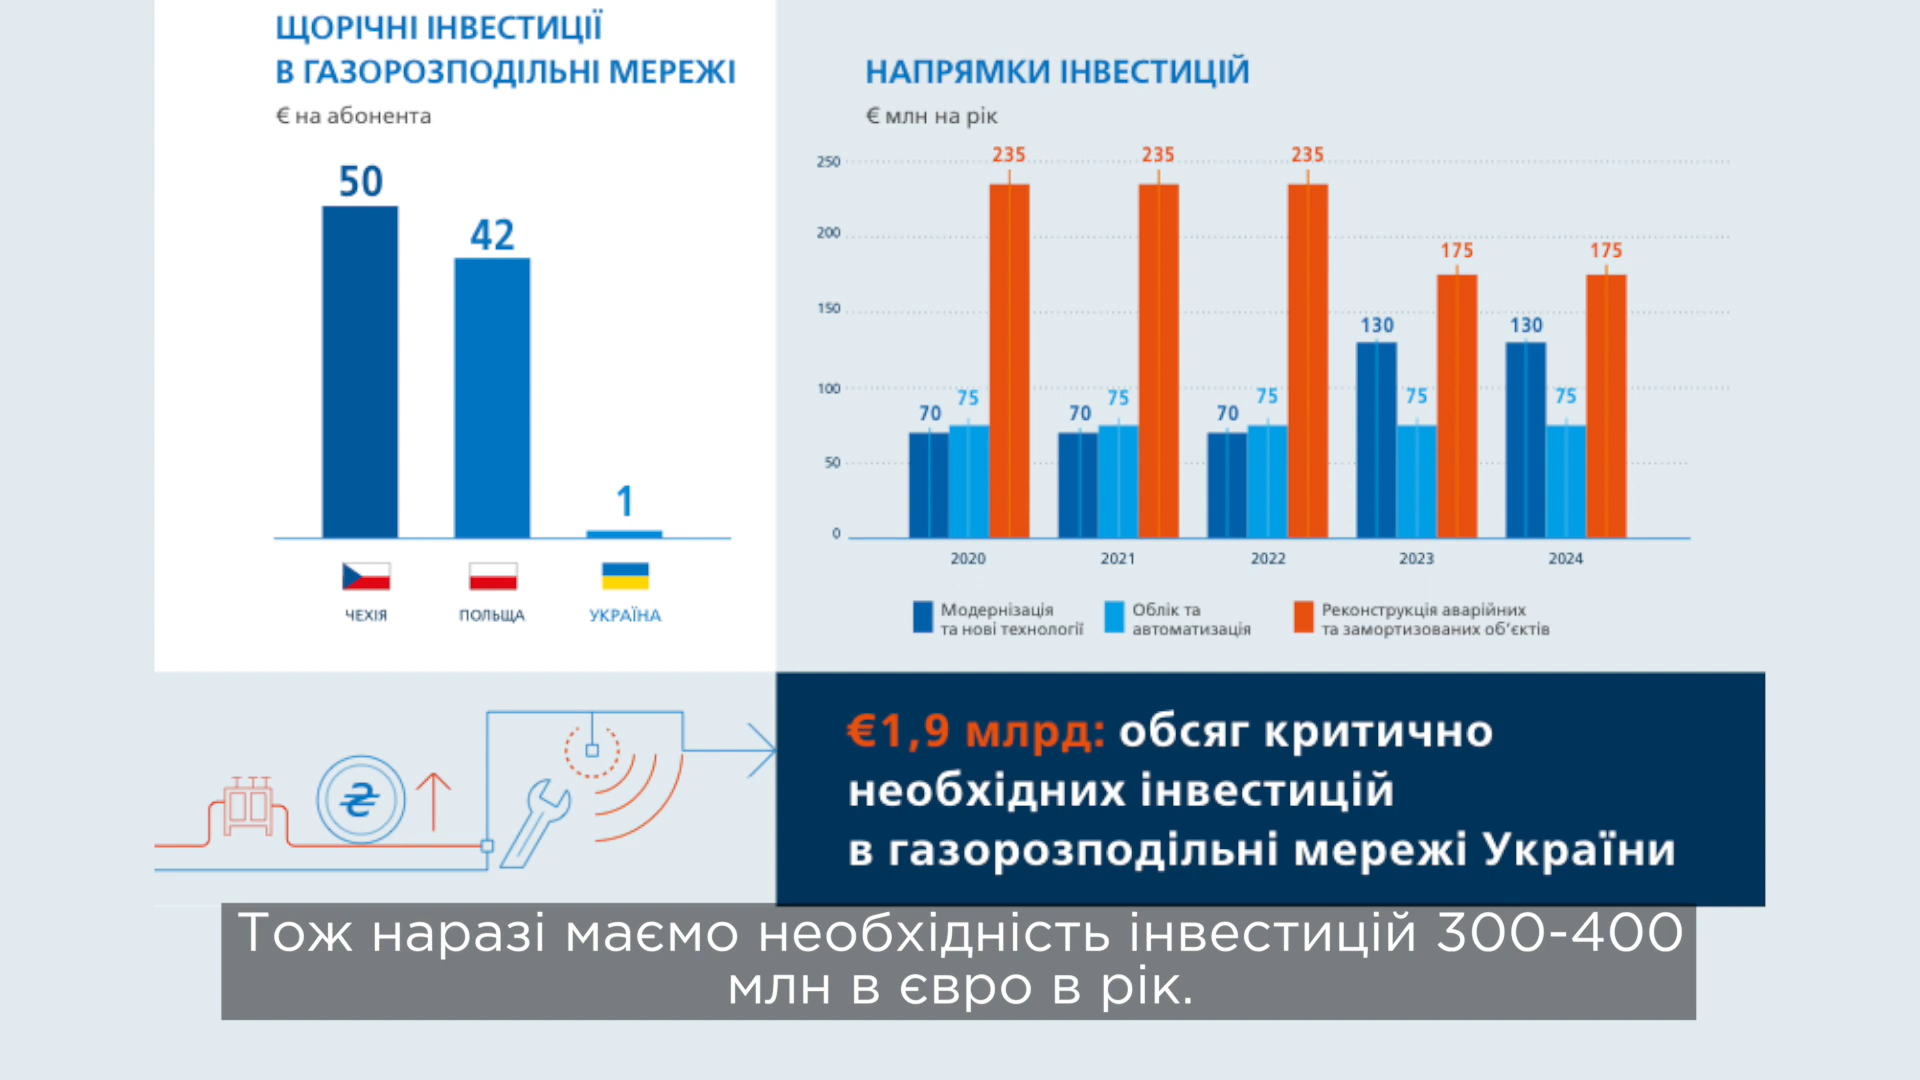 ЩОРІЧНІ ІНВЕСТИЦІЇ
В ГАЗОРОЗПОДІЛЬНІ МЕРЕЖІ
€ на абонента
50
42
1
ЧЕХІЯ
ПОЛЬЩА
УКРАЇНА
НАПРЯМКИ ІНВЕСТИЦІЙ
€ млн на рік
250
200
150
100
50
0
70 75 235
70 75 235
70 75 235
130 75 175
130 75 175
2020 2021 2022 2023 2024
Модернізація
та нові технології
Облік та
автоматизація
Реконструкція аварійних
та замортизованих об’єктів
₴
€1,9 млрд: обсяг критично
необхідних інвестицій
в газорозподільні мережі України
Тож наразі маємо необхідність інвестицій 300-400
млн в євро в рік.